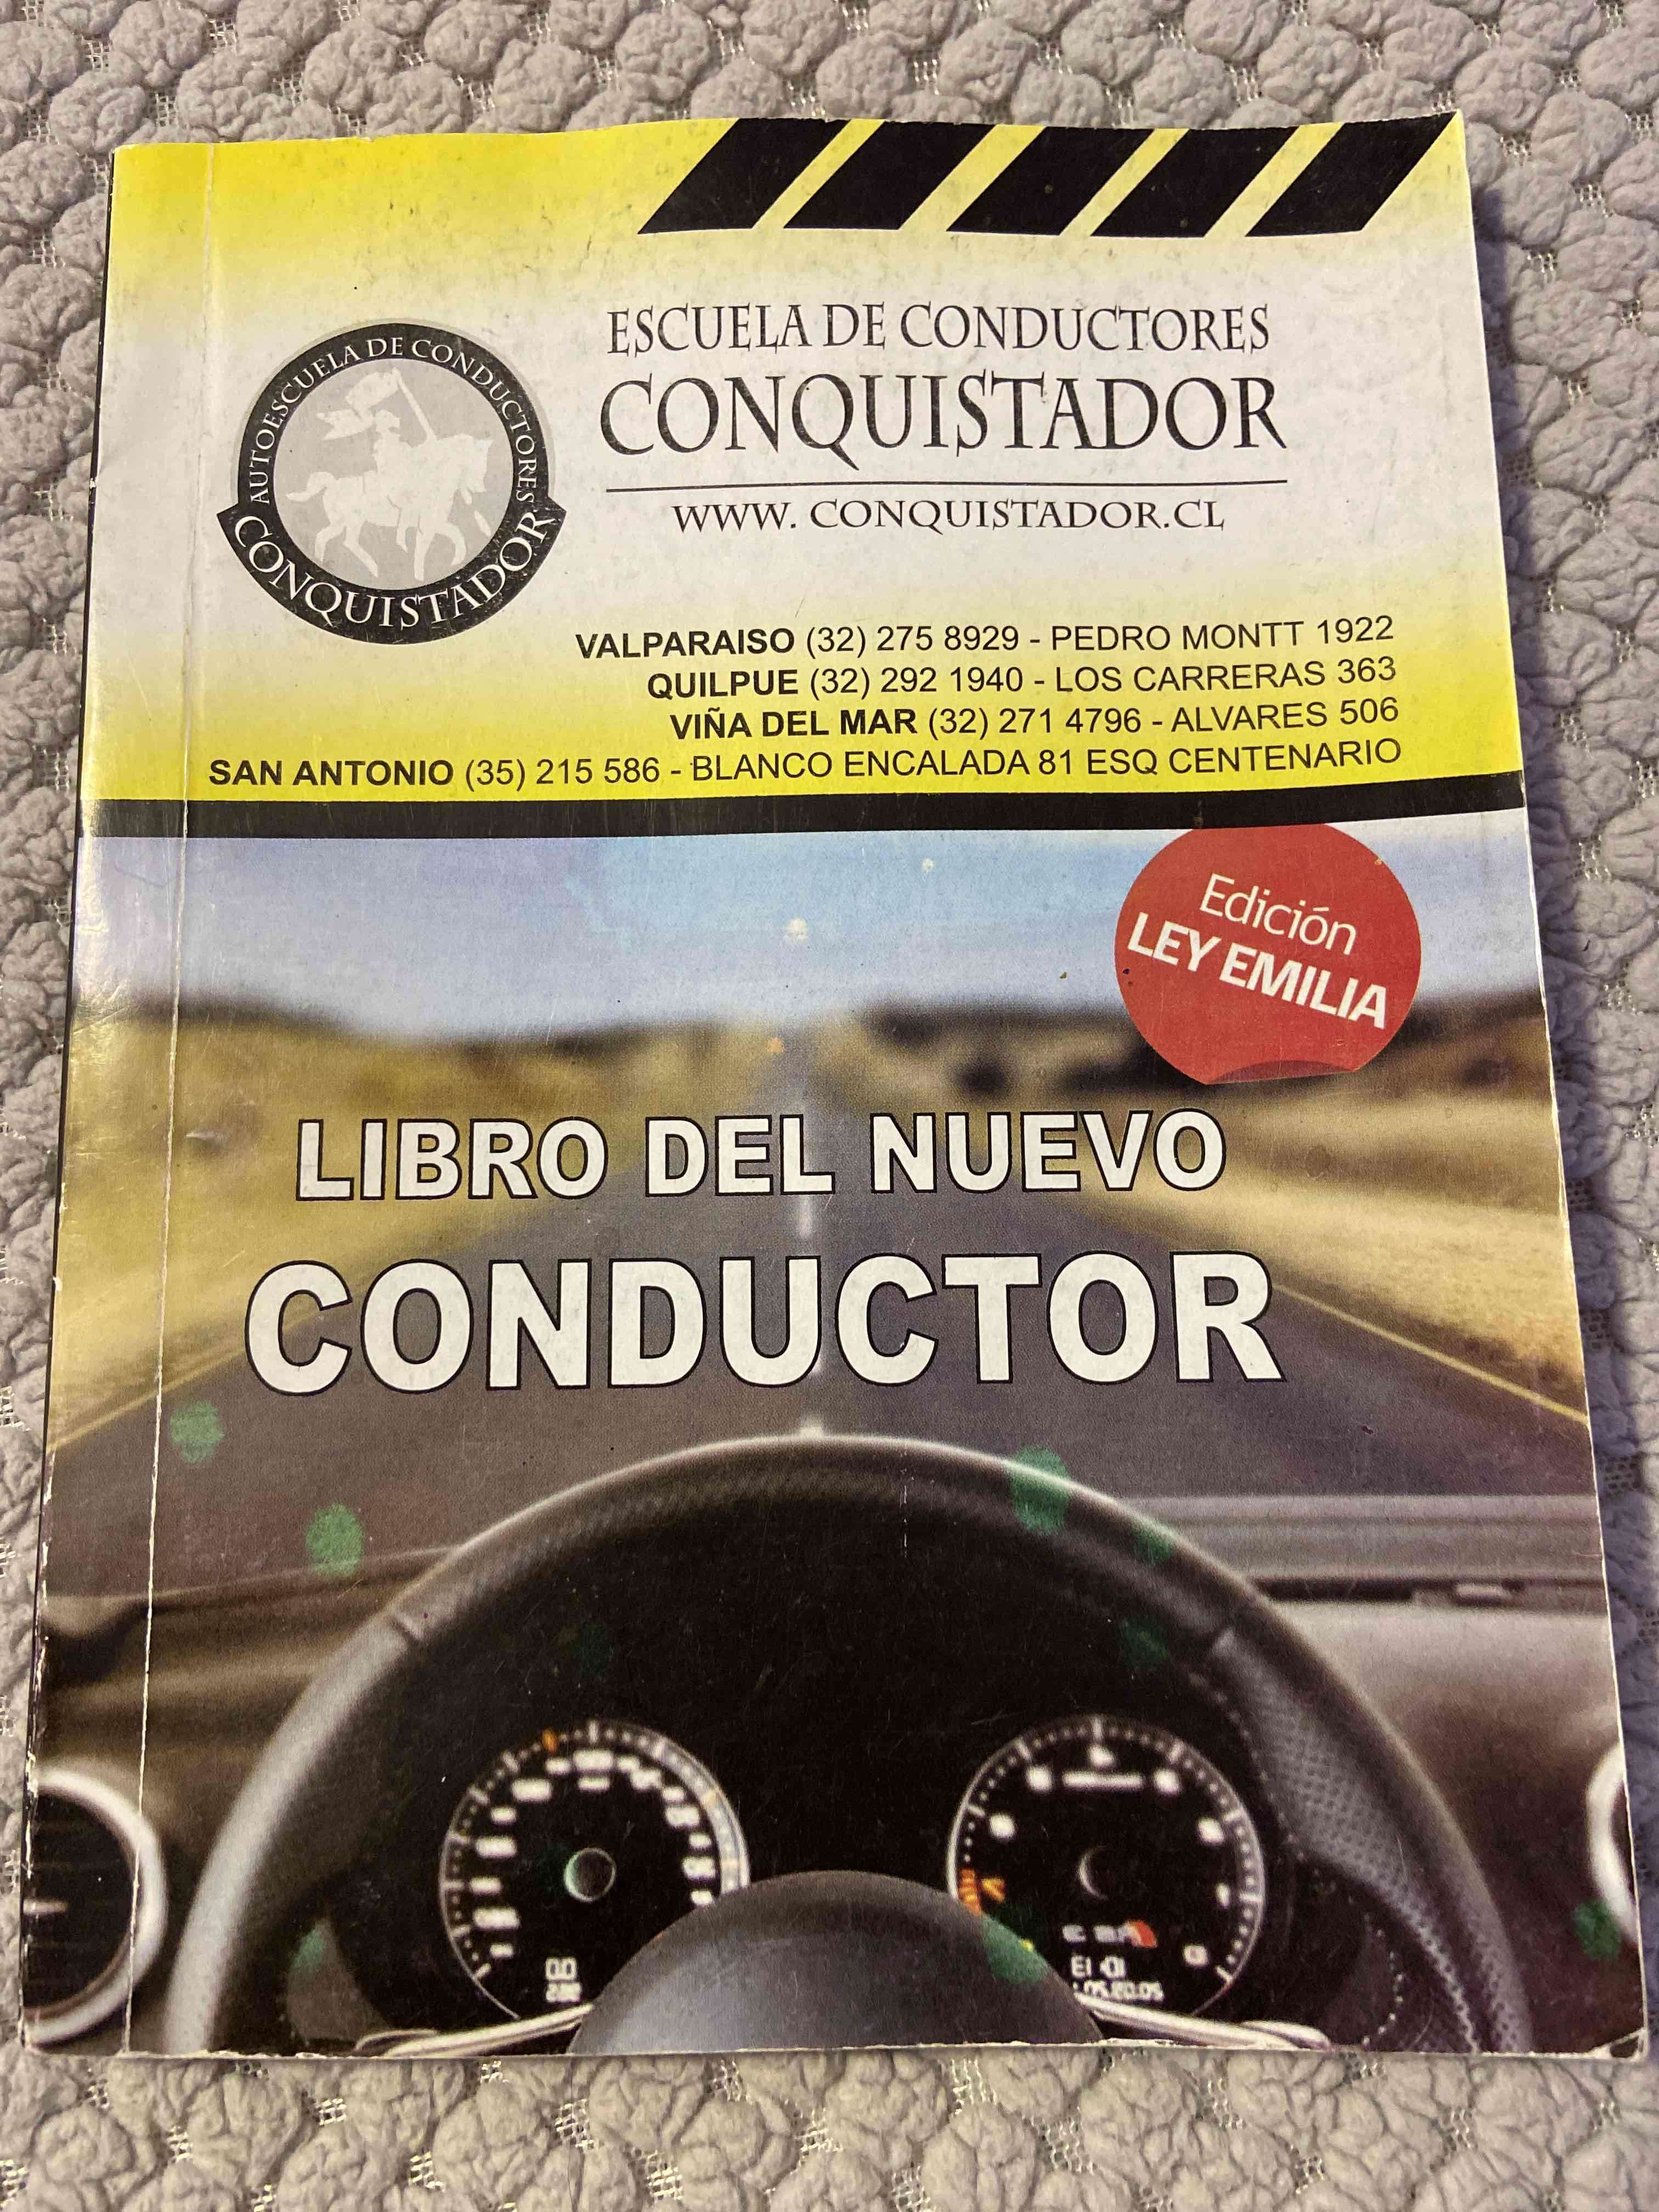 AUTOESCUELA DE CONDUCTORES
CONQUISTADOR
ESCUELA DE CONDUCTORES
CONQUISTADOR
WWW. CONQUISTADOR.CL
VALPARAISO (32) 275 8929 - PEDRO MONTT 1922
QUILPUE (32) 292 1940 - LOS CARRERAS 363
VIÑA DEL MAR (32) 271 4796 - ALVARES 506
SAN ANTONIO (35) 215 586 - BLANCO ENCALADA 81 ESQ CENTENARIO
Edición
LEY EMILIA
LIBRO DEL NUEVO
CONDUCTOR